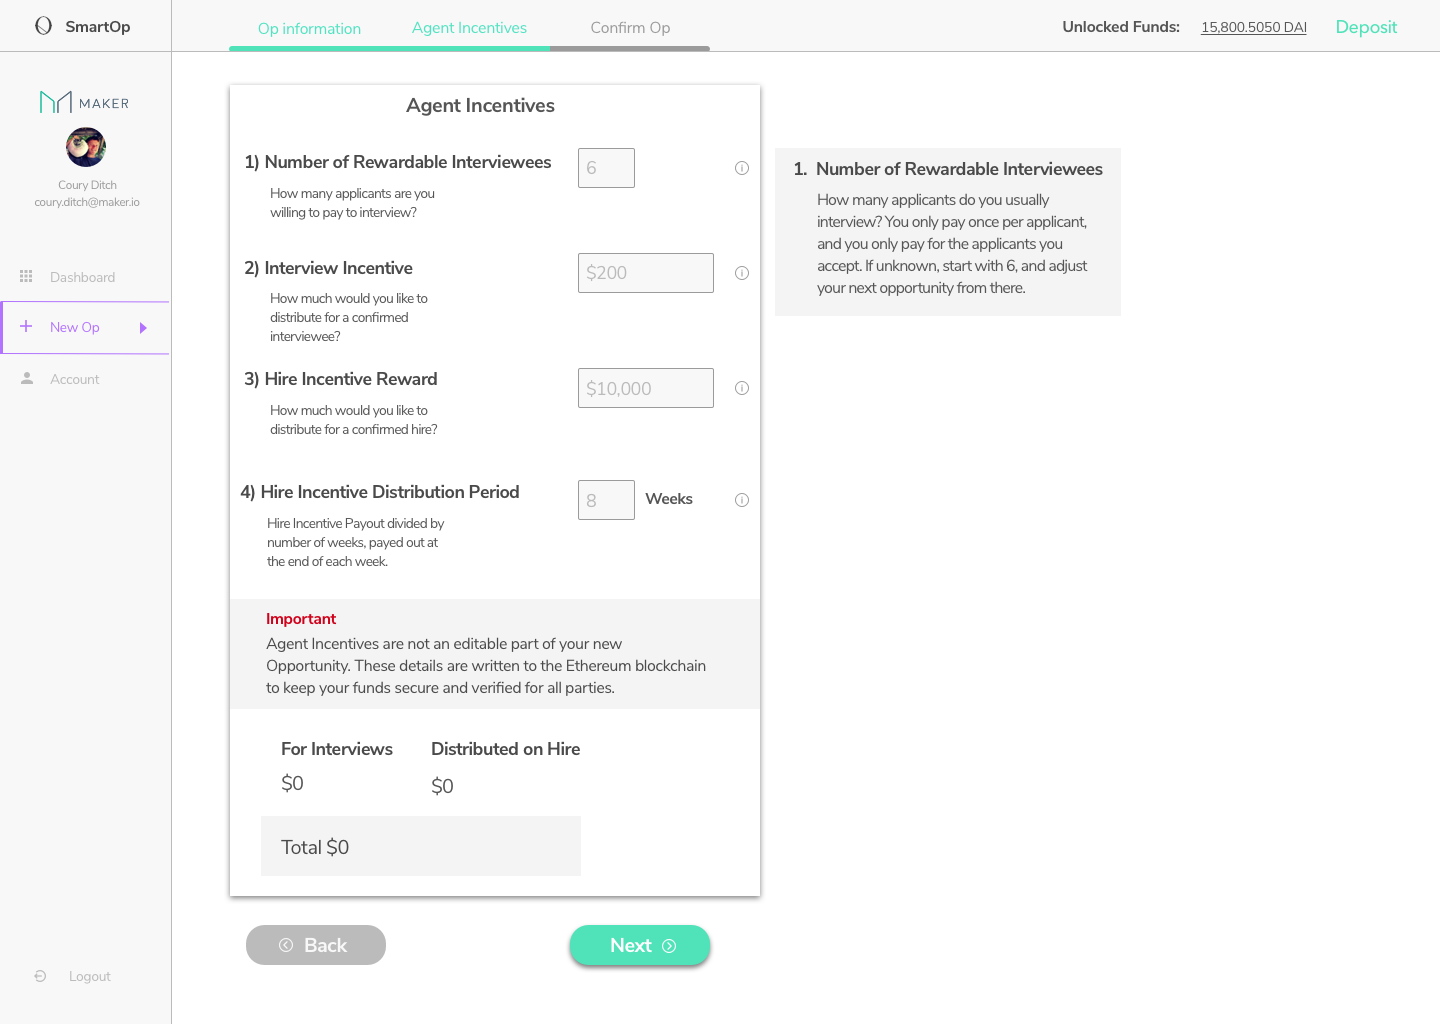 SmartOp
Op information
Agent Incentives
Confirm Op
Unlocked Funds:
15,800.5050 DAI
Deposit
MAKER
Coury Ditch
coury.ditch@maker.io
Dashboard
New Op
Account
Logout
Agent Incentives
1) Number of Rewardable Interviewees
6
How many applicants are you
willing to pay to interview?
2) Interview Incentive
$200
How much would you like to
distribute for a confirmed
interviewee?
3) Hire Incentive Reward
$10,000
How much would you like to
distribute for a confirmed hire?
4) Hire Incentive Distribution Period
8
Weeks
Hire Incentive Payout divided by
number of weeks, payed out at
the end of each week.
Important
Agent Incentives are not an editable part of your new
Opportunity. These details are written to the Ethereum blockchain
to keep your funds secure and verified for all parties.
For Interviews
Distributed on Hire
$0
$0
Total $0
Back
Next
1. Number of Rewardable Interviewees
How many applicants do you usually
interview? You only pay once per applicant,
and you only pay for the applicants you
accept. If unknown, start with 6, and adjust
your next opportunity from there.